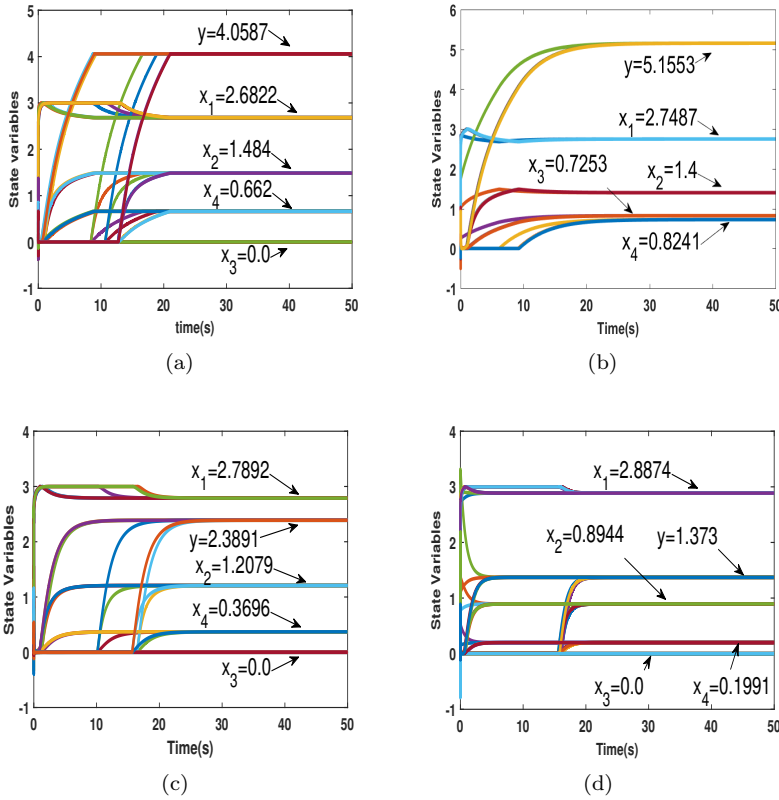 5
4
3
2
1
0
-1
0
10
20
30
40
50
State variables
time(s)
y=4.0587
x1=2.6822
x2=1.484
x4=0.662
x3=0.0
(a)
6
5
4
3
2
1
0
-1
0
10
20
30
40
50
State Variables
Time(s)
y=5.1553
x1=2.7487
x3=0.7253
x2=1.4
x4=0.8241
(b)
4
3
2
1
0
-1
0
10
20
30
40
50
State Variables
Time(s)
x1=2.7892
y=2.3891
x2=1.2079
x4=0.3696
x3=0.0
(c)
4
3
2
1
0
-1
0
10
20
30
40
50
State Variables
Time(s)
x1=2.8874
x2=0.8944
y=1.373
x3=0.0
x4=0.1991
(d)